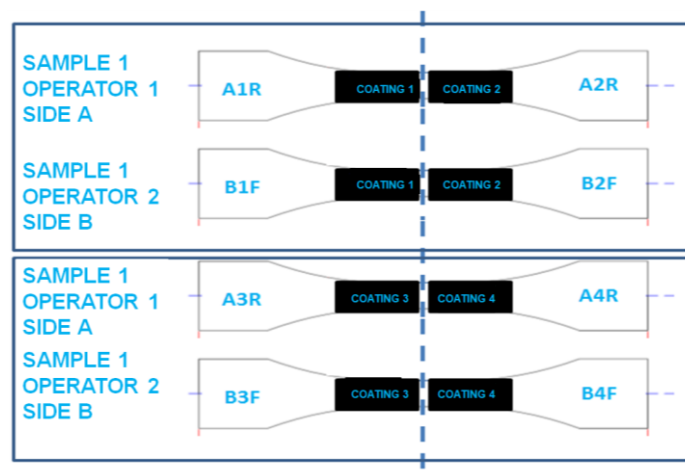 SAMPLE 1
OPERATOR 1
SIDE A
A1R
COATING 1
COATING 2
A2R
SAMPLE 1
OPERATOR 2
SIDE B
B1F
COATING 1
COATING 2
B2F
SAMPLE 1
OPERATOR 1
SIDE A
A3R
COATING 3
COATING 4
A4R
SAMPLE 1
OPERATOR 2
SIDE B
B3F
COATING 3
COATING 4
B4F